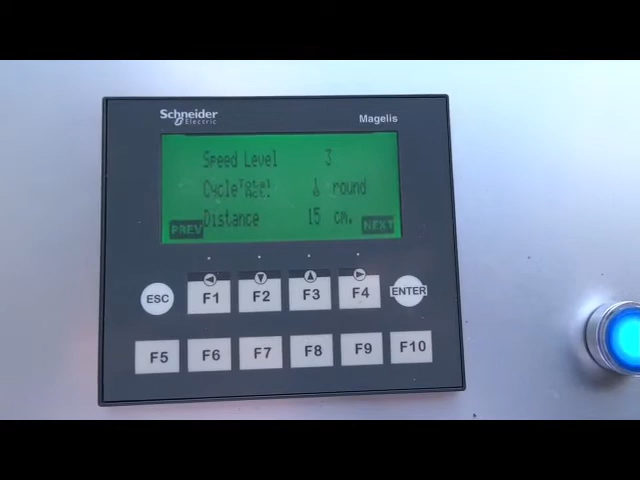 Schneider
Electric
Magelis
Speed Level 3
Cycle Total Act. round
Distance 15 cm.
PREV NEXT
ESC F1 F2 F3 F4 ENTER
F5 F6 F7 F8 F9 F10